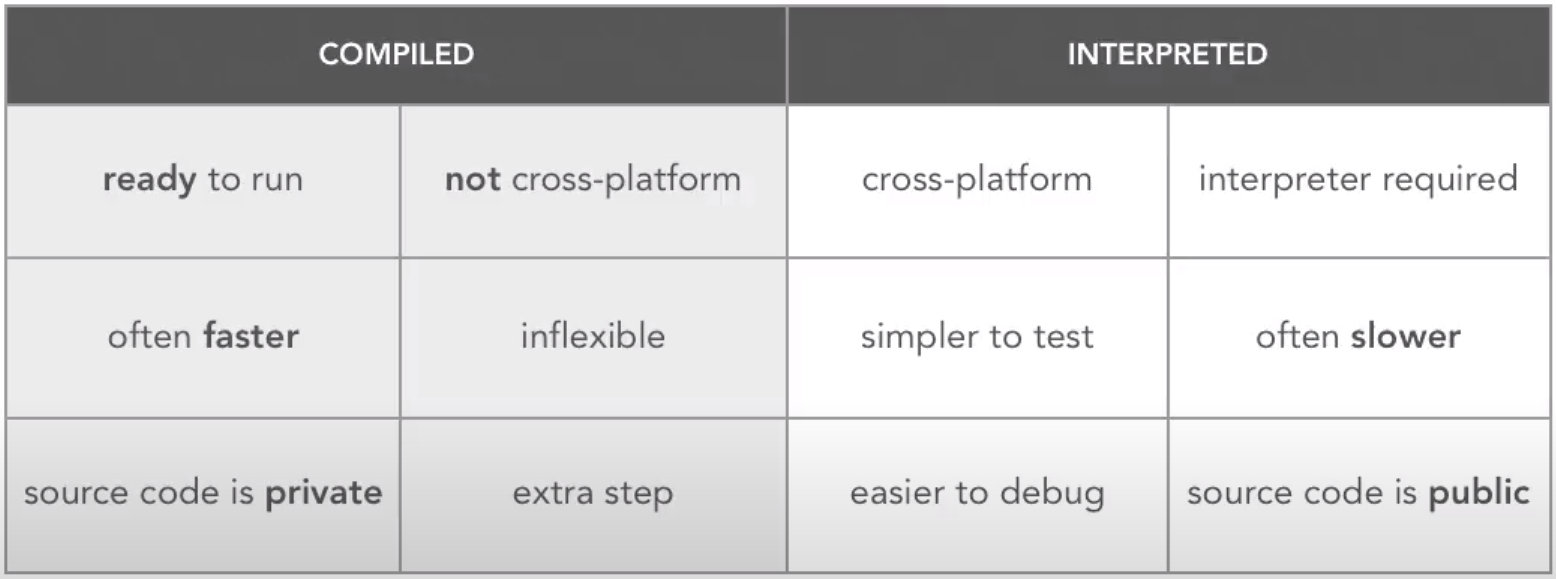 COMPILED INTERPRETED
ready to run not cross-platform cross-platform interpreter required
often faster inflexible simpler to test often slower
source code is private extra step easier to debug source code is public